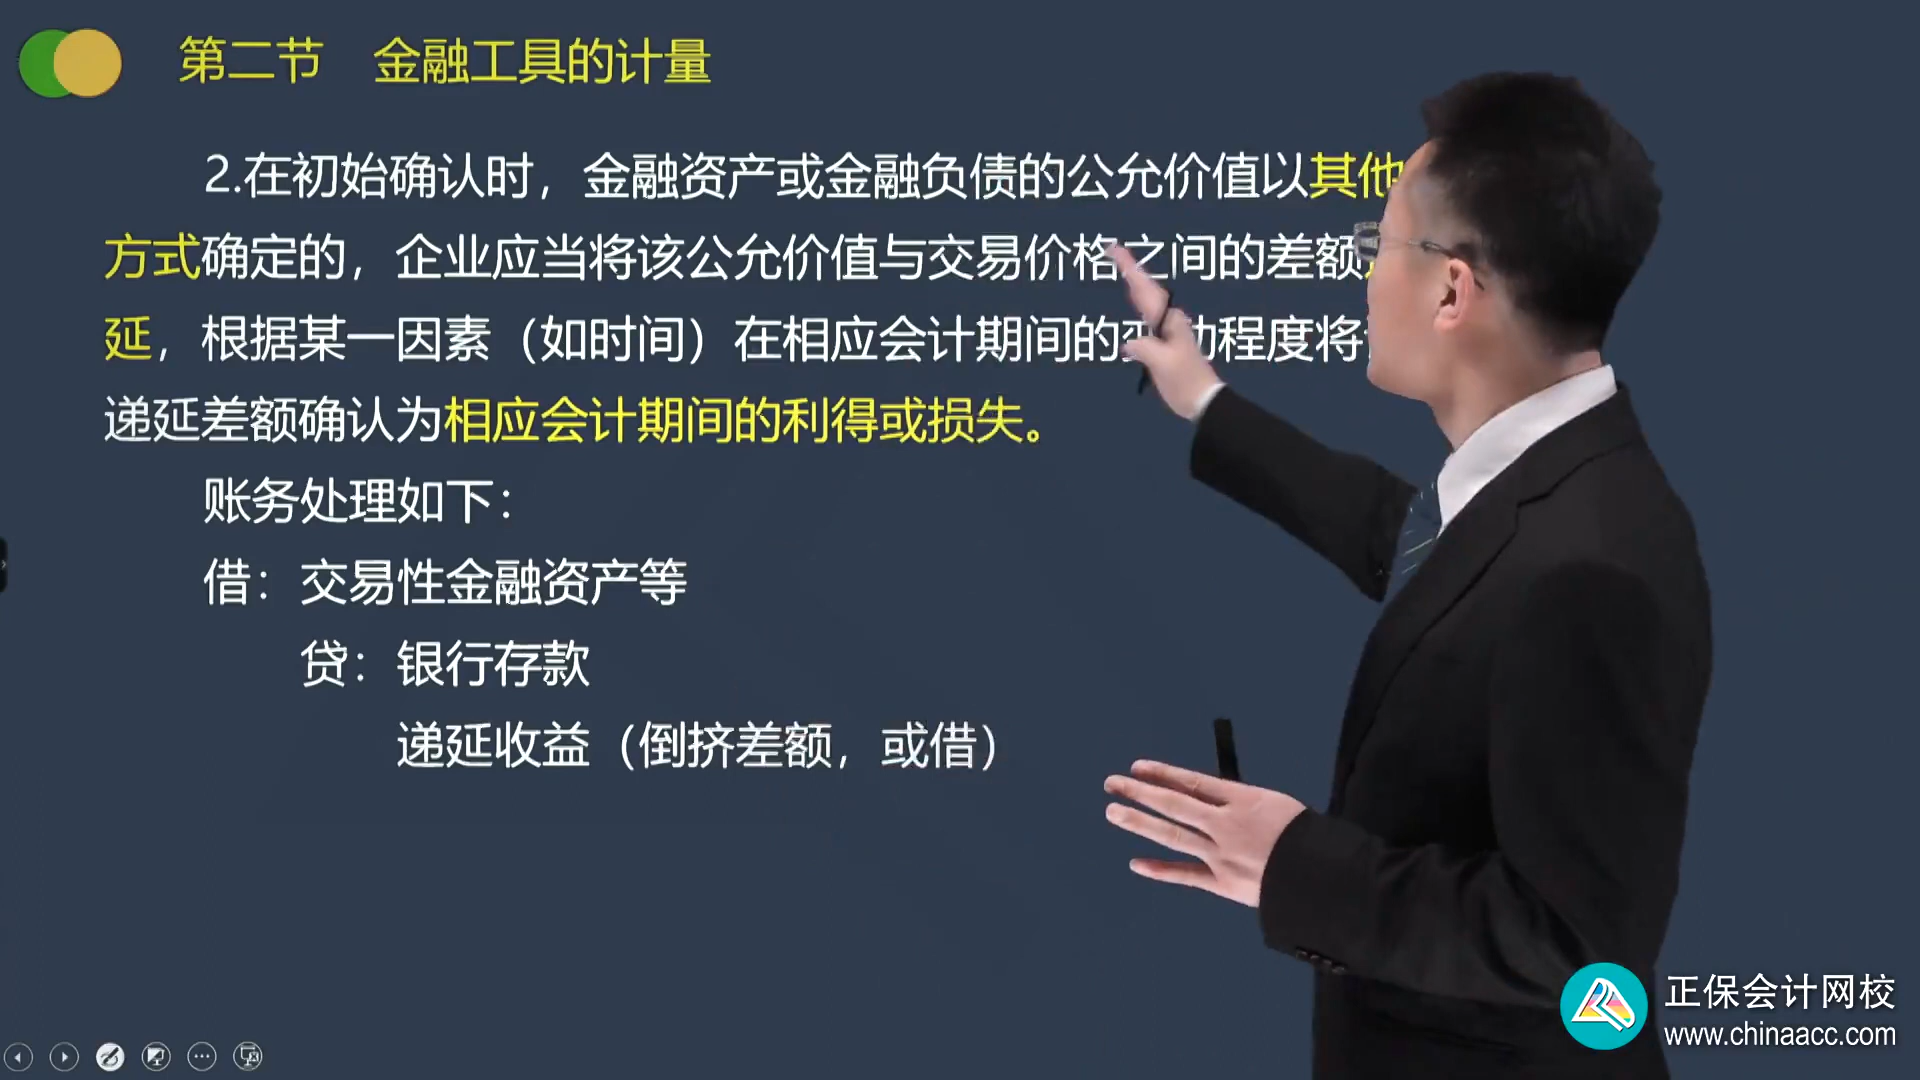 第二节 金融工具的计量
2.在初始确认时，金融资产或金融负债的公允价值以其他
方式确定的，企业应当将该公允价值与交易价格之间的差额
延，根据某一因素（如时间）在相应会计期间的变动程度将
递延差额确认为相应会计期间的利得或损失。
账务处理如下：
借：交易性金融资产等
贷：银行存款
递延收益（倒挤差额，或借）
正保会计网校
www.chinaacc.com